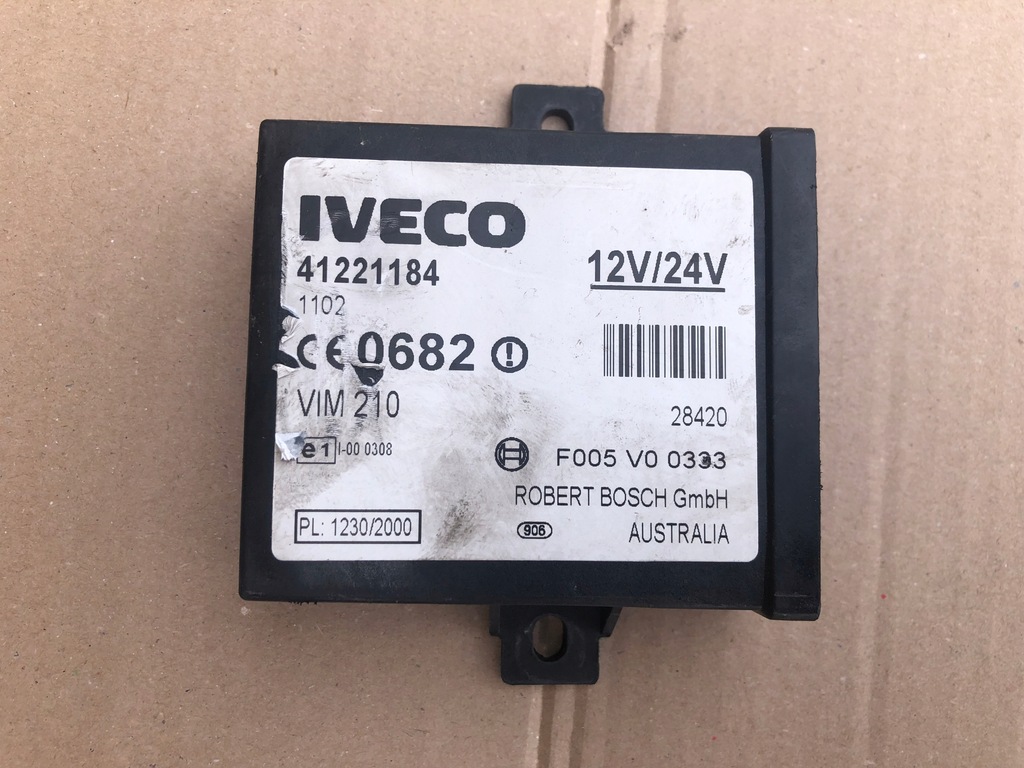 IVECO
41221184
12V/24V
1102
CE 0682
VIM 210
28420
e1 I-00 0308
F005 V0 0333
ROBERT BOSCH GmbH
PL: 1230/2000
906
AUSTRALIA